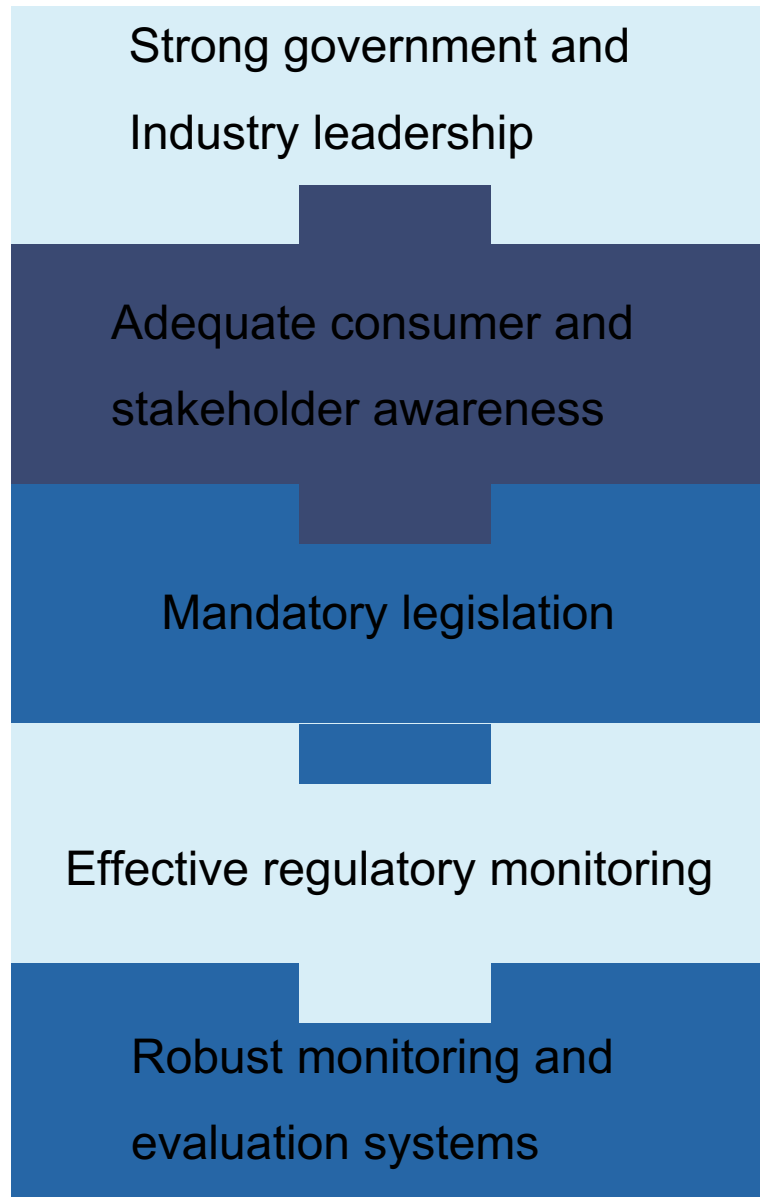 Strong government and
Industry leadership
Adequate consumer and
stakeholder awareness
Mandatory legislation
Effective regulatory monitoring
Robust monitoring and
evaluation systems